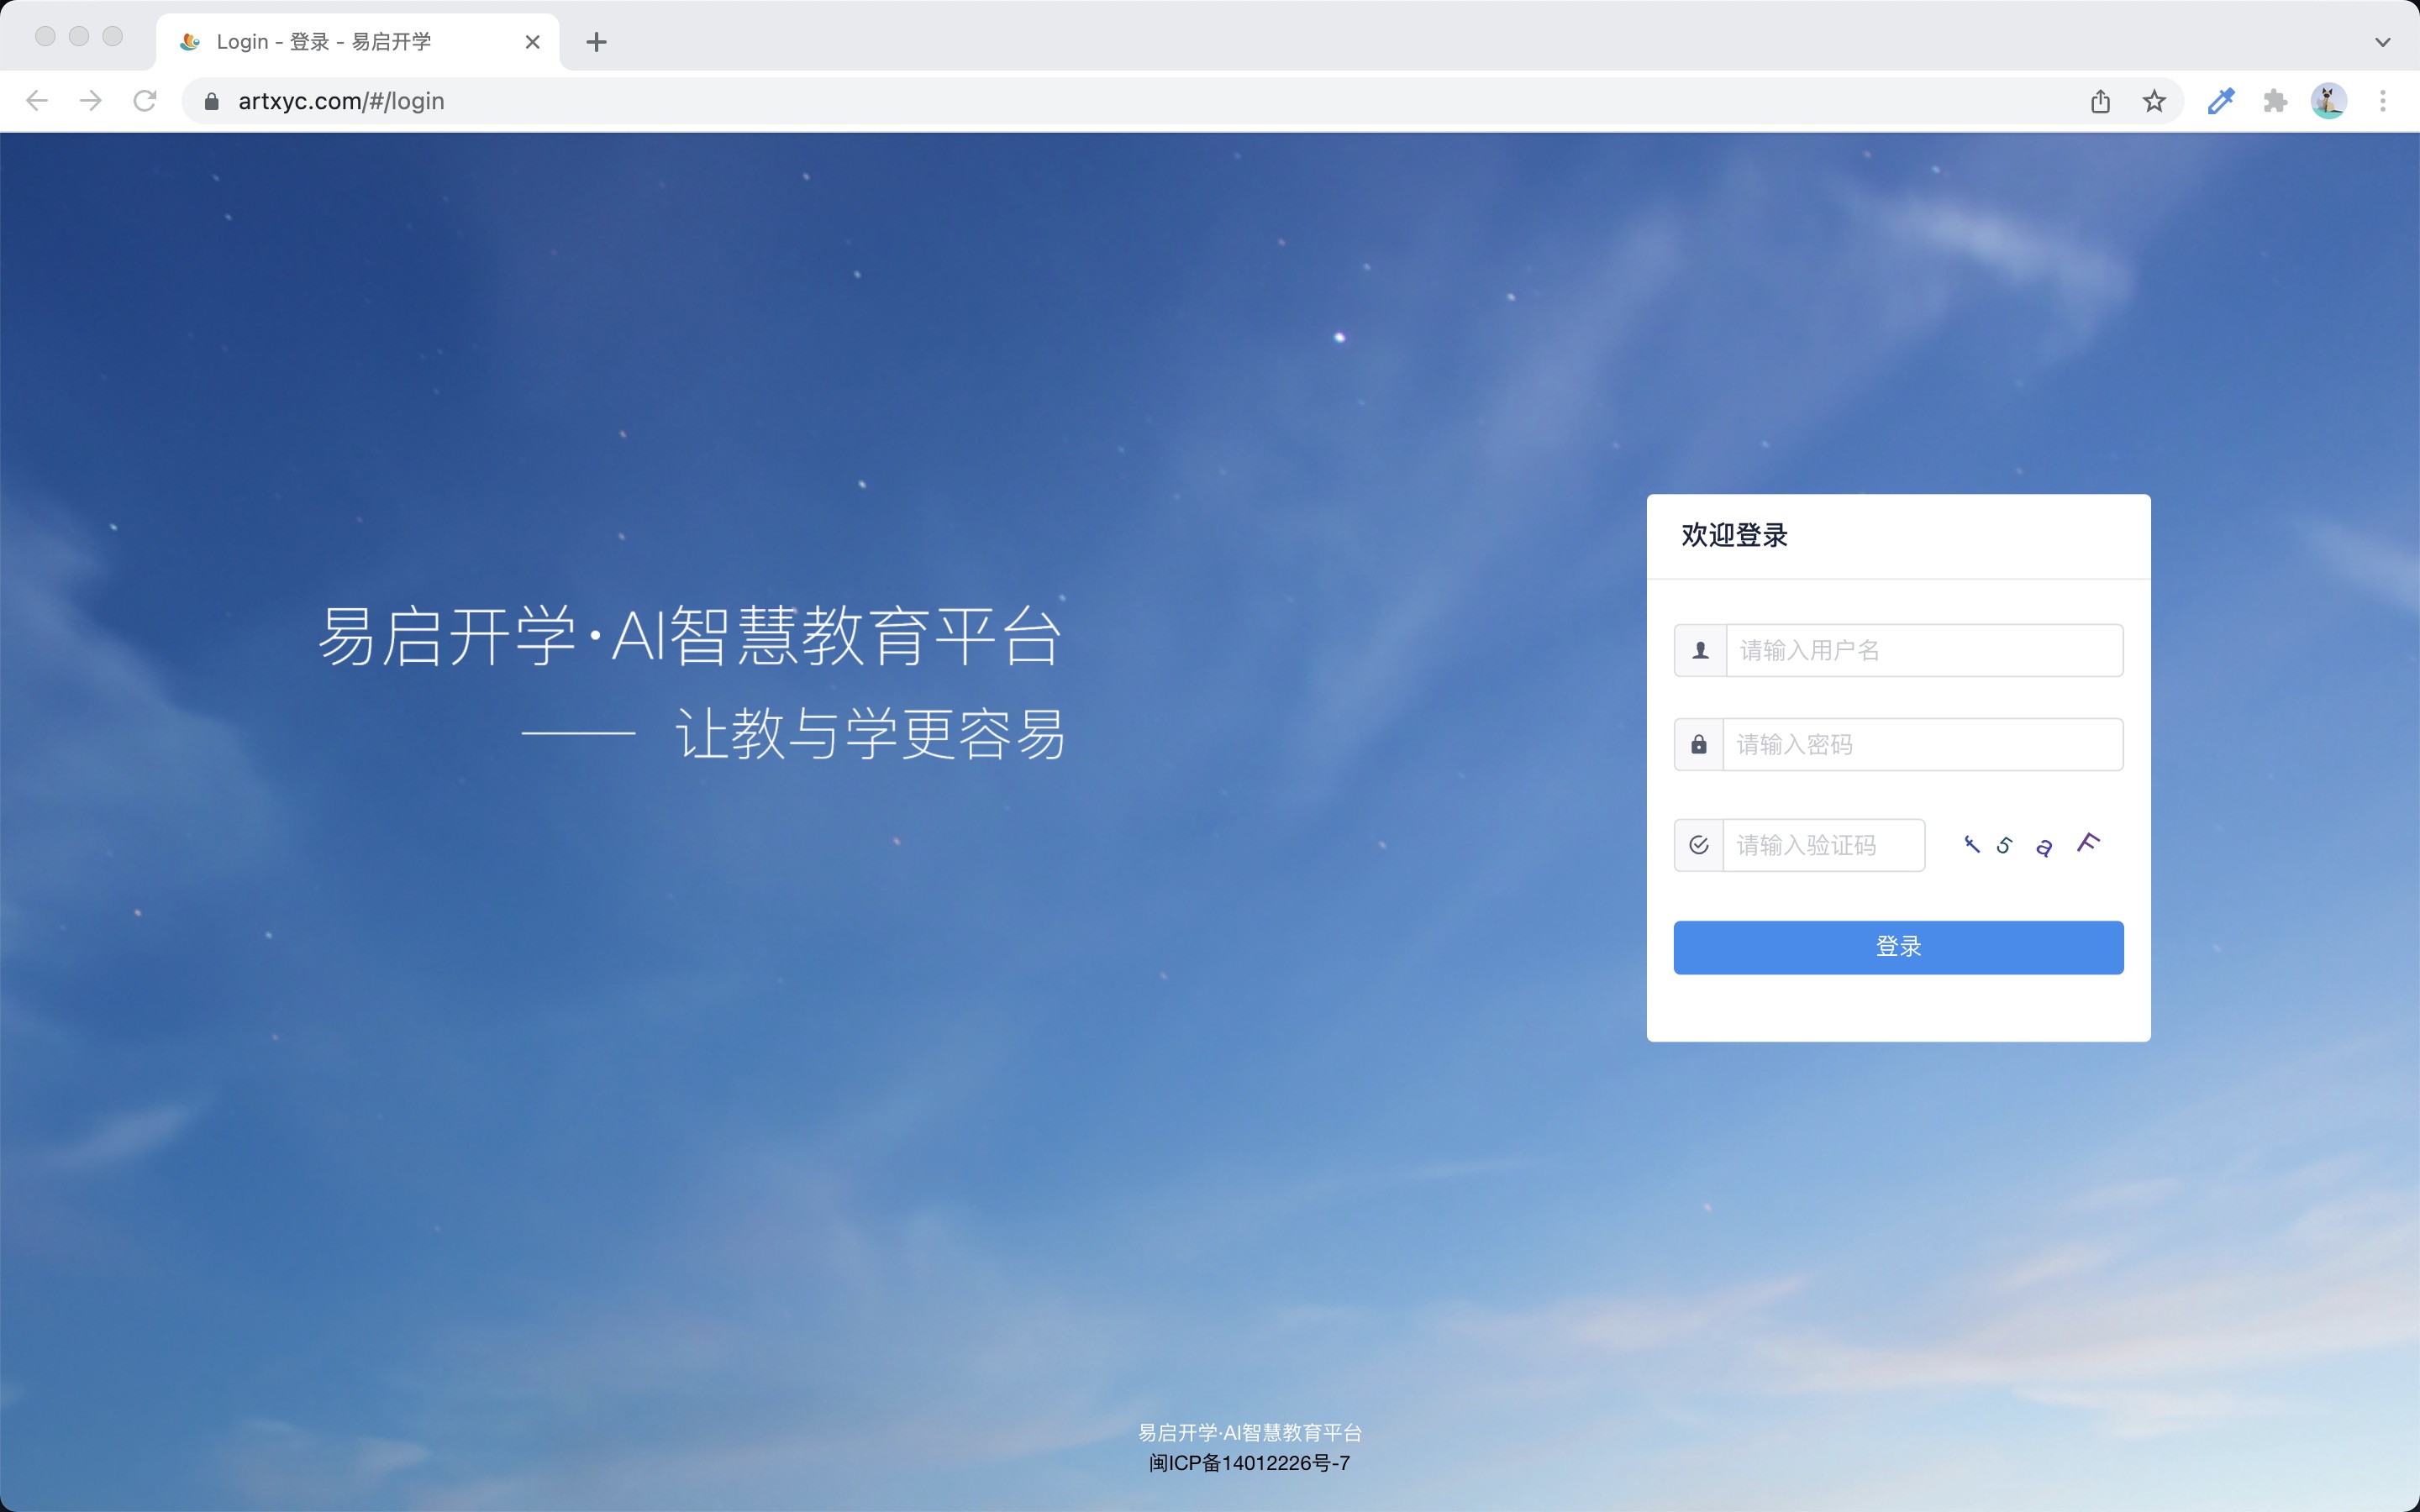 Login - 登录 - 易启开学
artxyc.com/#/login
易启开学·AI智慧教育平台
—— 让教与学更容易
欢迎登录
请输入用户名
请输入密码
请输入验证码
f 5 a F
登录
易启开学·AI智慧教育平台
闽ICP备14012226号-7